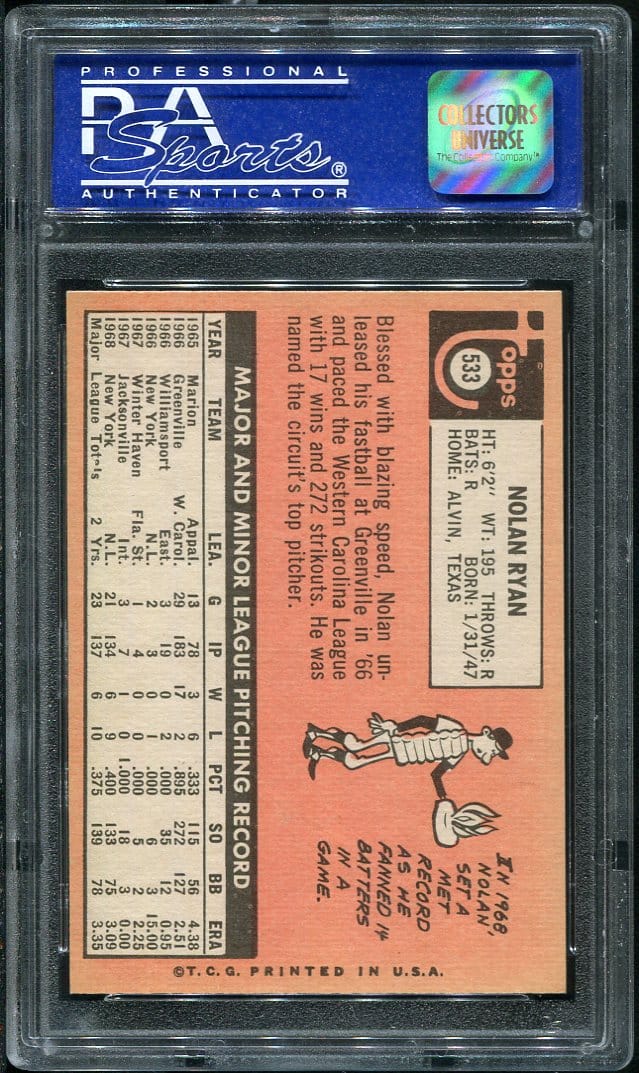 PROFESSIONAL
PSA
Sports®
AUTHENTICATOR
COLLECTORS
UNIVERSE
The Collectibles Company™
Topps
533
NOLAN RYAN
HT: 6'2" WT: 195 THROWS: R
BATS: R BORN: 1/31/47
HOME: ALVIN, TEXAS
Blessed with blazing speed, Nolan un-
leased his fastball at Greenville in '66
and paced the Western Carolina League
with 17 wins and 272 strikouts. He was
named the circuit's top pitcher.
IN 1968,
NOLAN
SET A
MET
RECORD
AS HE
FANNED 14
BATTERS
IN A
GAME.
MAJOR AND MINOR LEAGUE PITCHING RECORD
YEAR TEAM LEA G IP W L PCT SO BB ERA
1965 Marion Appal. 13 78 3 6 .333 115 56 4.38
1966 Greenville W. Carol. 29 183 17 2 .895 272 127 2.51
1966 Williamsport East. 3 19 0 2 .000 35 12 0.95
1966 New York N.L. 2 3 0 1 .000 6 3 15.00
1967 Winter Haven Fla. St. 1 4 0 0 .000 5 2 2.25
1967 Jacksonville Int. 3 7 1 0 1.000 18 3 0.00
1968 New York N.L. 21 134 6 9 .400 133 75 3.09
Major League Totals 2 Yrs. 23 137 6 10 .375 139 78 3.35
©T.C.G. PRINTED IN U.S.A.